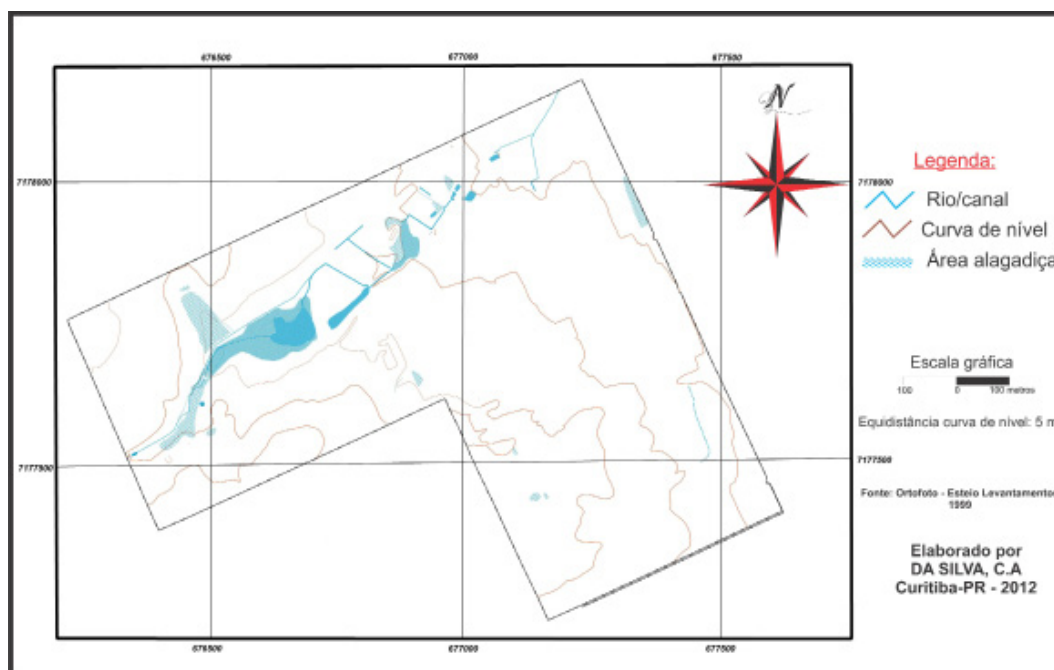 676500 677000 677500
N
7178000 7178000
Legenda:
Rio/canal
Curva de nível
Área alagadiça
Escala gráfica
100 0 100 metros
Equidistância curva de nível: 5 m
7177500 7177500
Fonte: Ortofoto - Esteio Levantamento
1999
Elaborado por
DA SILVA, C.A
Curitiba-PR - 2012
676500 677000 677500